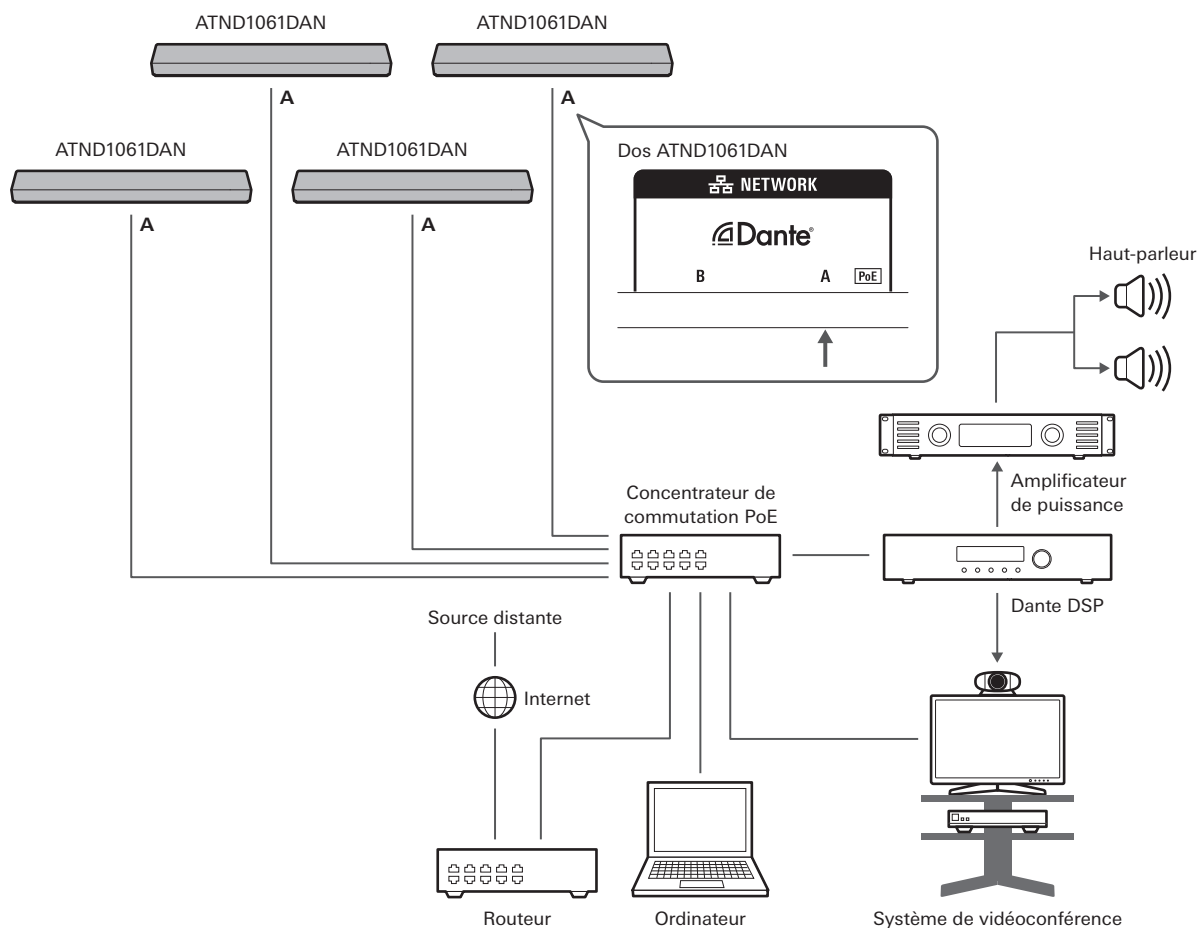 ATND1061DAN
ATND1061DAN
A
A
ATND1061DAN
ATND1061DAN
A
A
Dos ATND1061DAN
NETWORK
Dante®
B
A
PoE
Haut-parleur
Amplificateur
de puissance
Concentrateur de
commutation PoE
Dante DSP
Source distante
Internet
Routeur
Ordinateur
Système de vidéoconférence